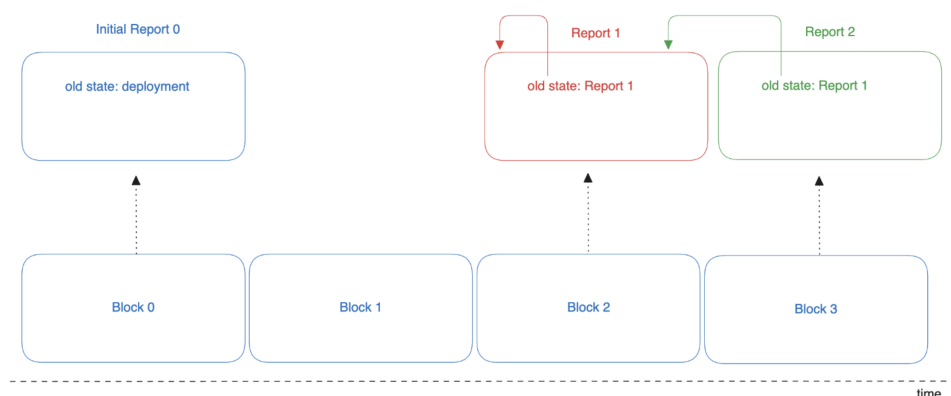 Initial Report 0
Report 1
Report 2
old state: deployment
old state: Report 1
old state: Report 1
Block 0
Block 1
Block 2
Block 3
time